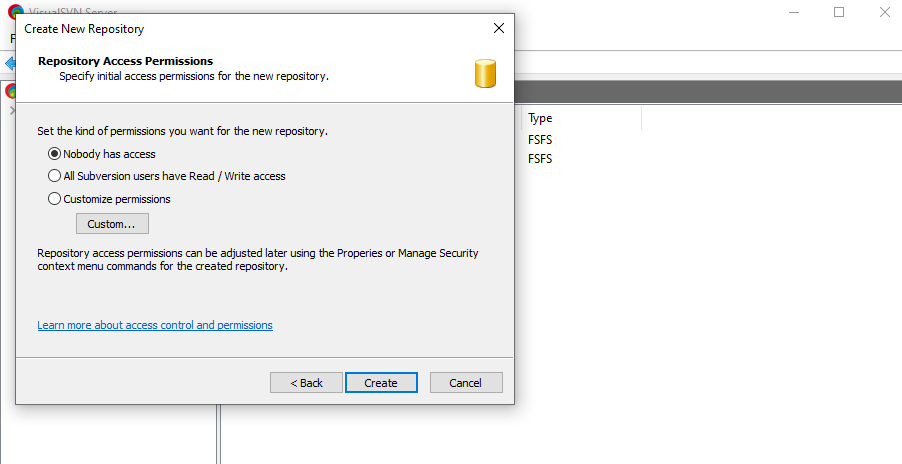 VisualSVN Server
Create New Repository
F
Repository Access Permissions
Specify initial access permissions for the new repository.
Type
Set the kind of permissions you want for the new repository.
FSFS
Nobody has access
FSFS
All Subversion users have Read / Write access
Customize permissions
Custom...
Repository access permissions can be adjusted later using the Properies or Manage Security
context menu commands for the created repository.
Learn more about access control and permissions
< Back
Create
Cancel